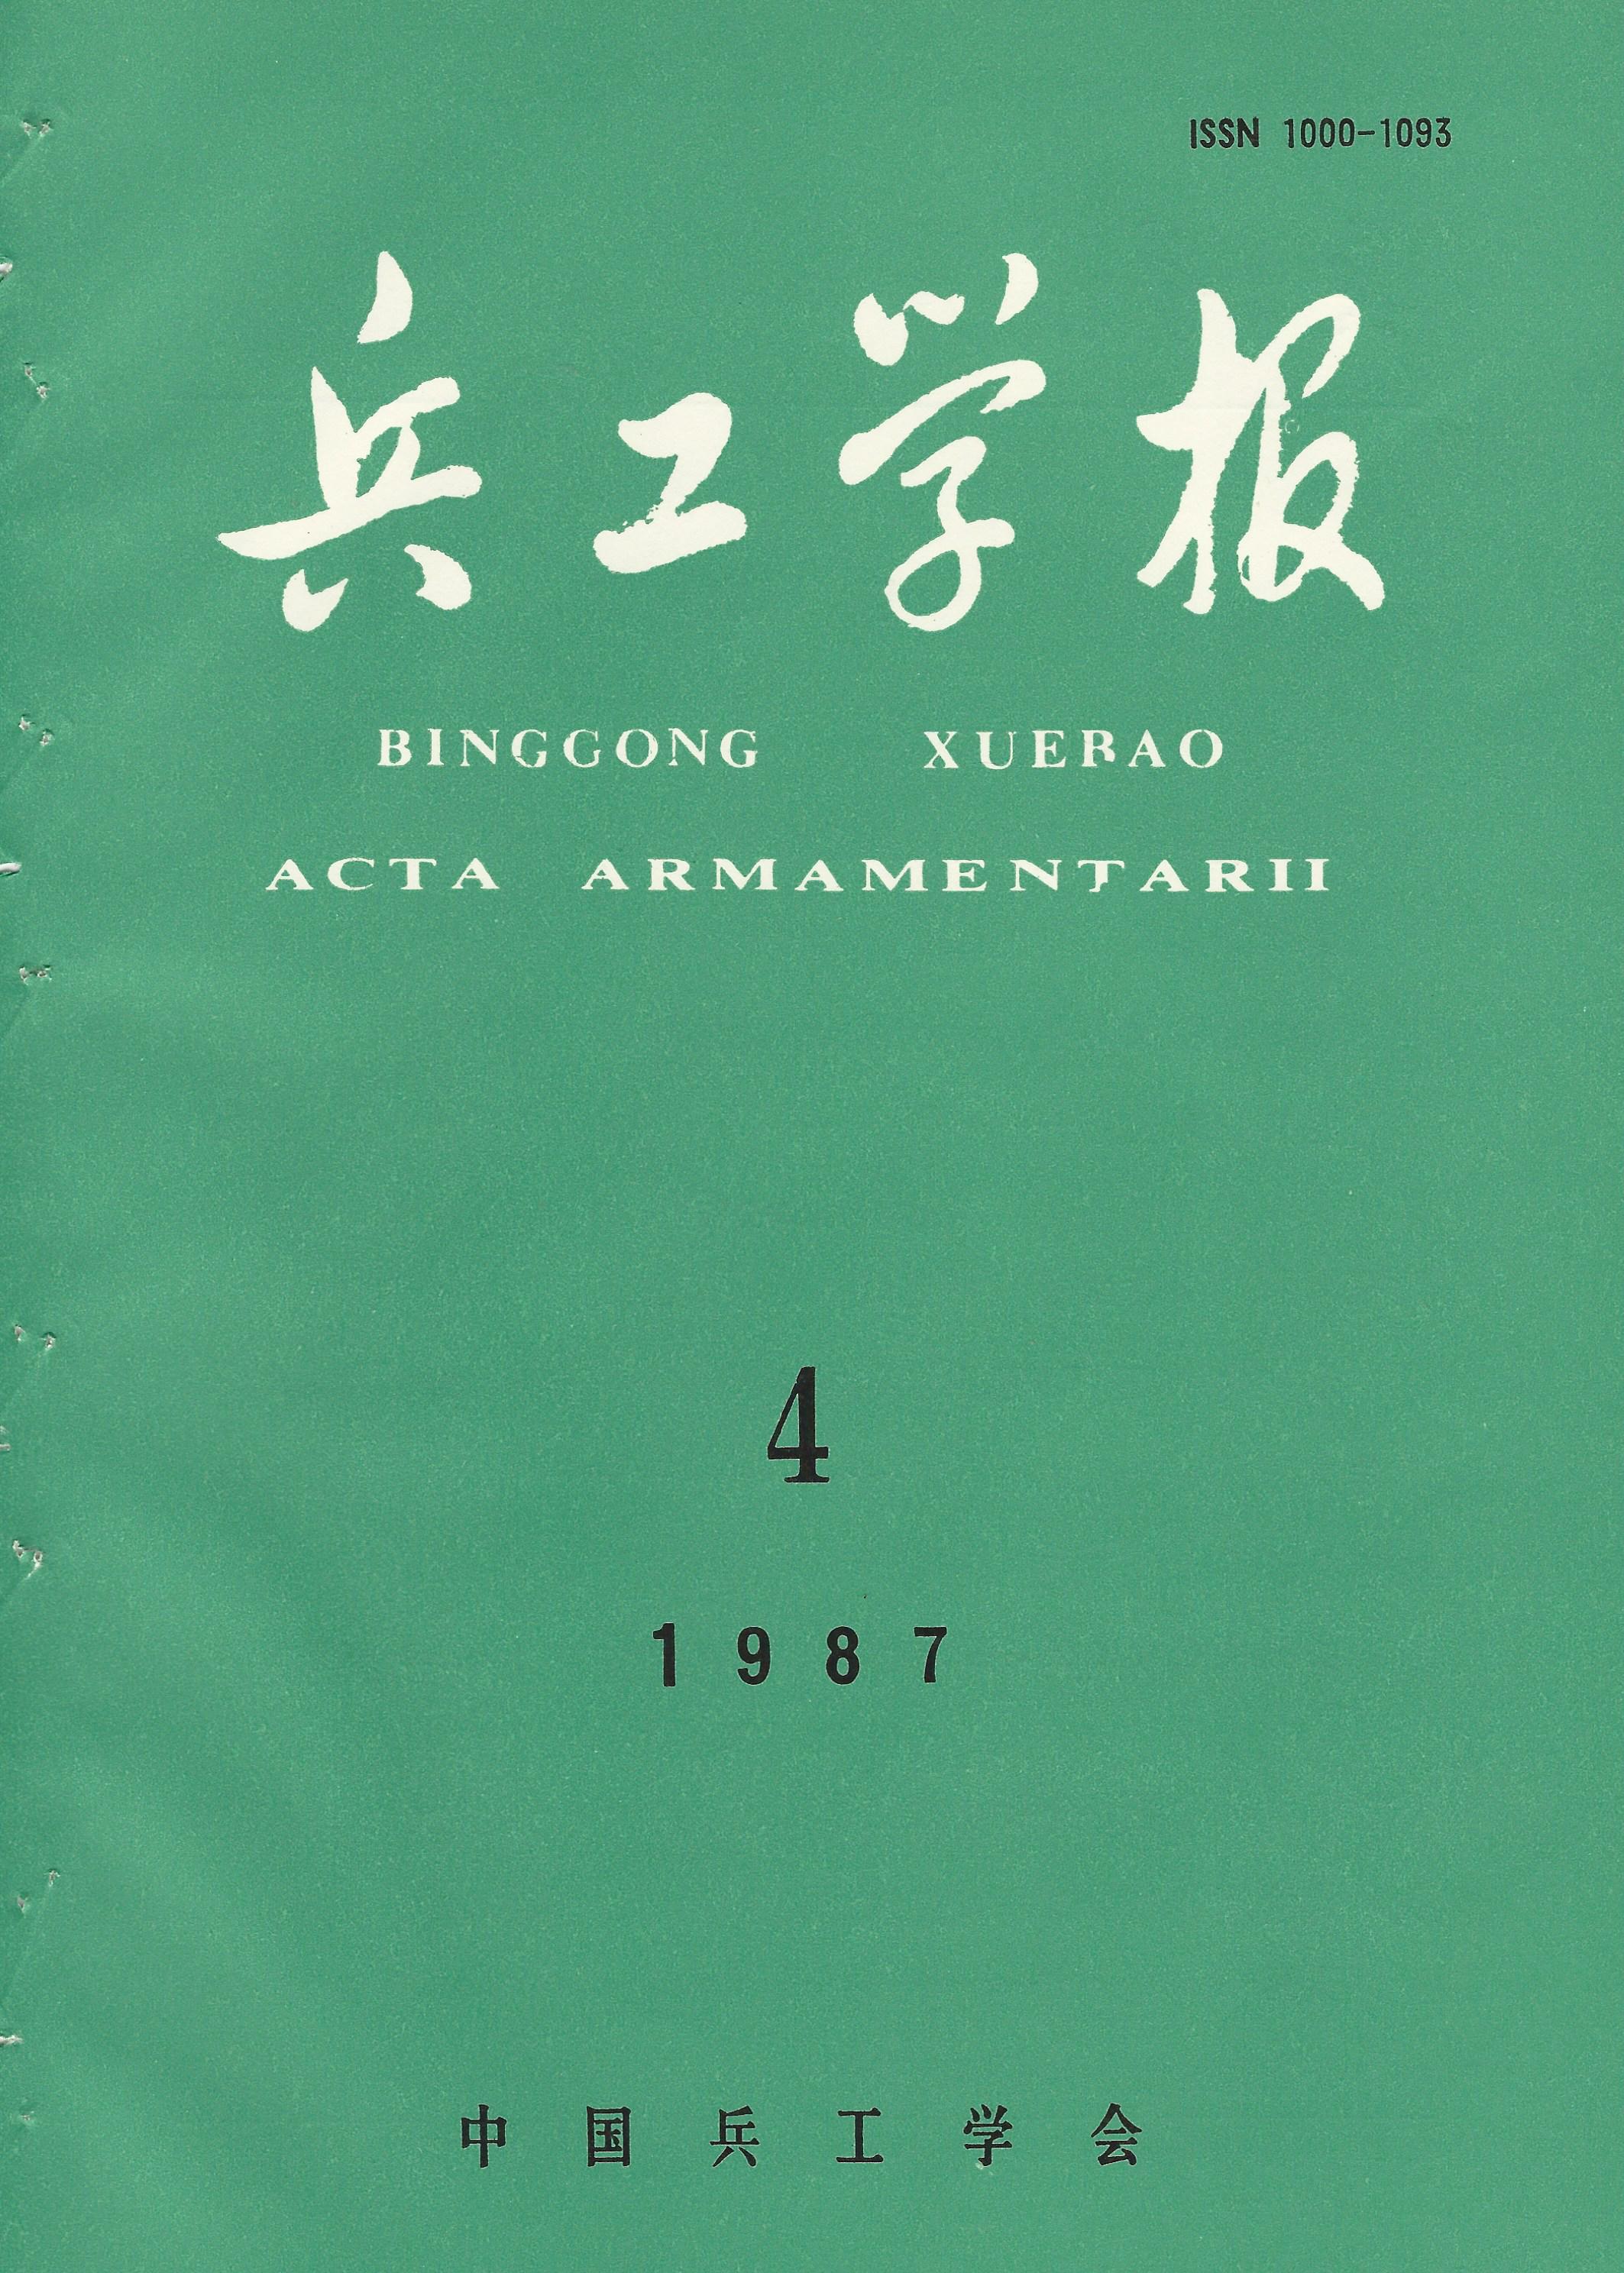 ISSN 1000-1093
兵工学报
BINGGONG XUEBAO
ACTA ARMAMENTARII
4
1987
中国兵工学会